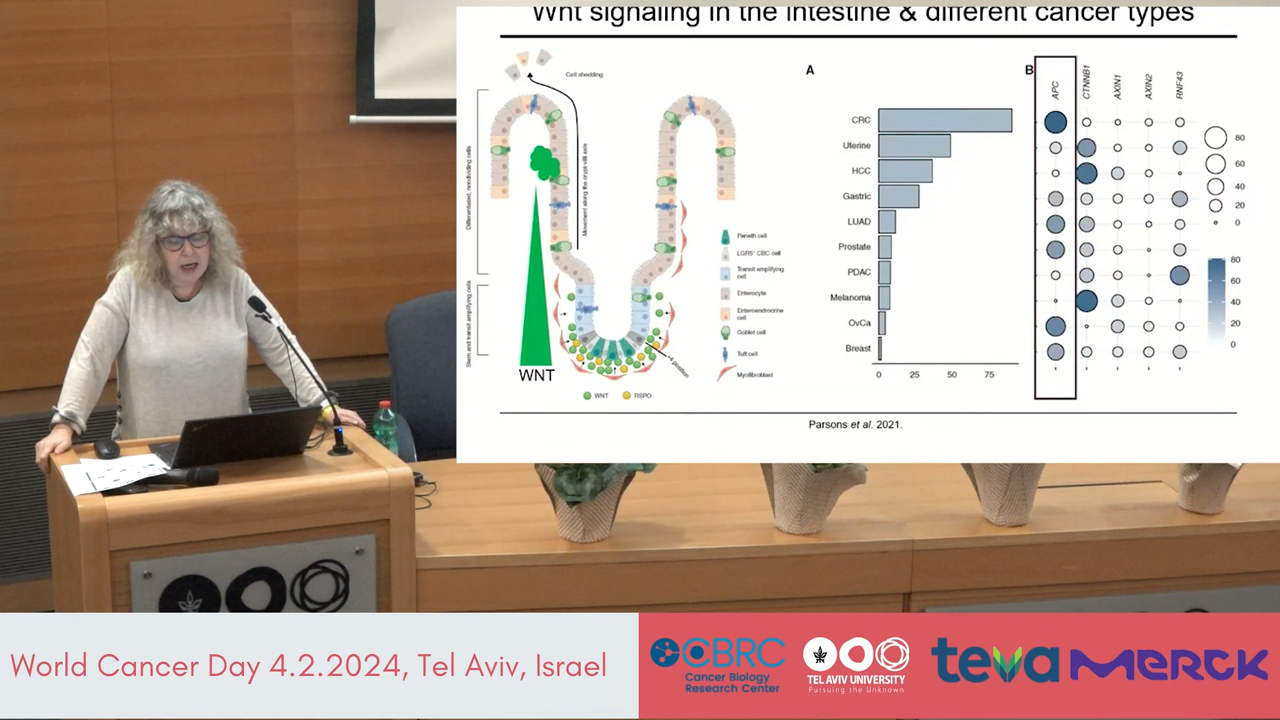 Wnt signaling in the intestine & different cancer types
Cell shedding
Differentiated, nondividing cells
Movement along the crypt-villi axis
Stem and transit amplifying cells
WNT
+4 position
WNT
RSPO
Paneth cell
LGR5+ CBC cell
Transit amplifying
cell
Enterocyte
Enteroendocrine
cell
Goblet cell
Tuft cell
Myofibroblast
A
CRC
Uterine
HCC
Gastric
LUAD
Prostate
PDAC
Melanoma
OvCa
Breast
0 25 50 75
B
APC CTNNB1 AXIN1 AXIN2 RNF43
80
60
40
20
0
80
60
40
20
0
Parsons et al. 2021.
World Cancer Day 4.2.2024, Tel Aviv, Israel
CBRC
Cancer Biology
Research Center
TEL AVIV UNIVERSITY
Pursuing the Unknown
teva
MERCK